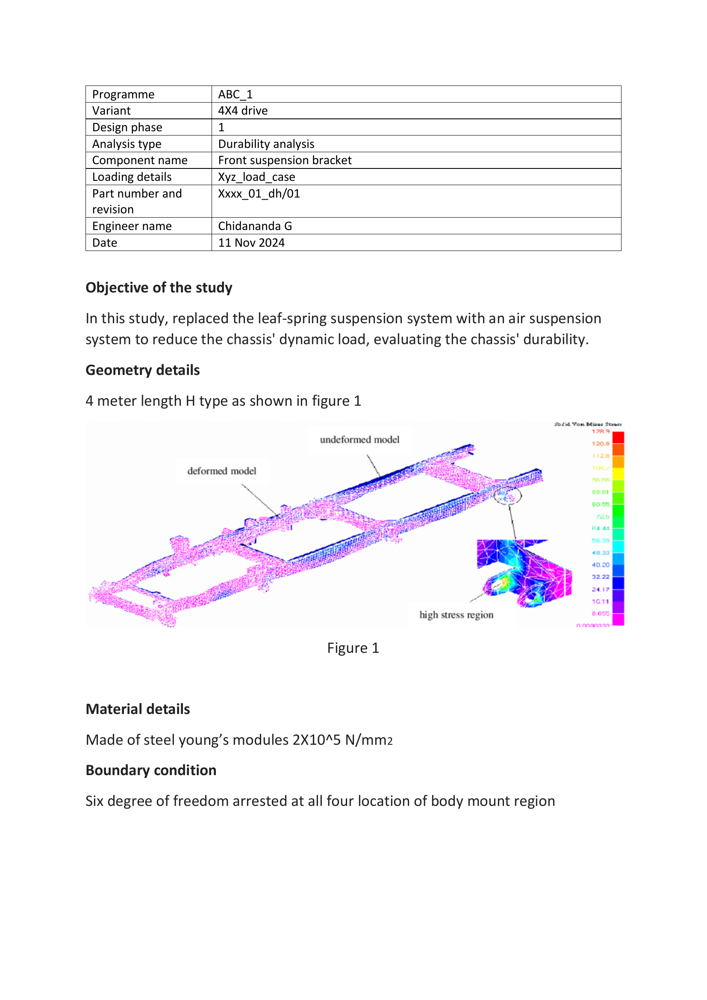 Programme ABC_1
Variant 4X4 drive
Design phase 1
Analysis type Durability analysis
Component name Front suspension bracket
Loading details Xyz_load_case
Part number and Xxxx_01_dh/01
revision
Engineer name Chidananda G
Date 11 Nov 2024
Objective of the study
In this study, replaced the leaf-spring suspension system with an air suspension
system to reduce the chassis' dynamic load, evaluating the chassis' durability.
Geometry details
4 meter length H type as shown in figure 1
Solid Von Mises Stress
undeformed model
deformed model
high stress region
128.9
120.8
112.8
104.7
96.66
88.61
80.55
72.5
64.44
56.39
48.33
32.22
24.17
8.055
Figure 1
Material details
Made of steel young’s modules 2X10^5 N/mm2
Boundary condition
Six degree of freedom arrested at all four location of body mount region